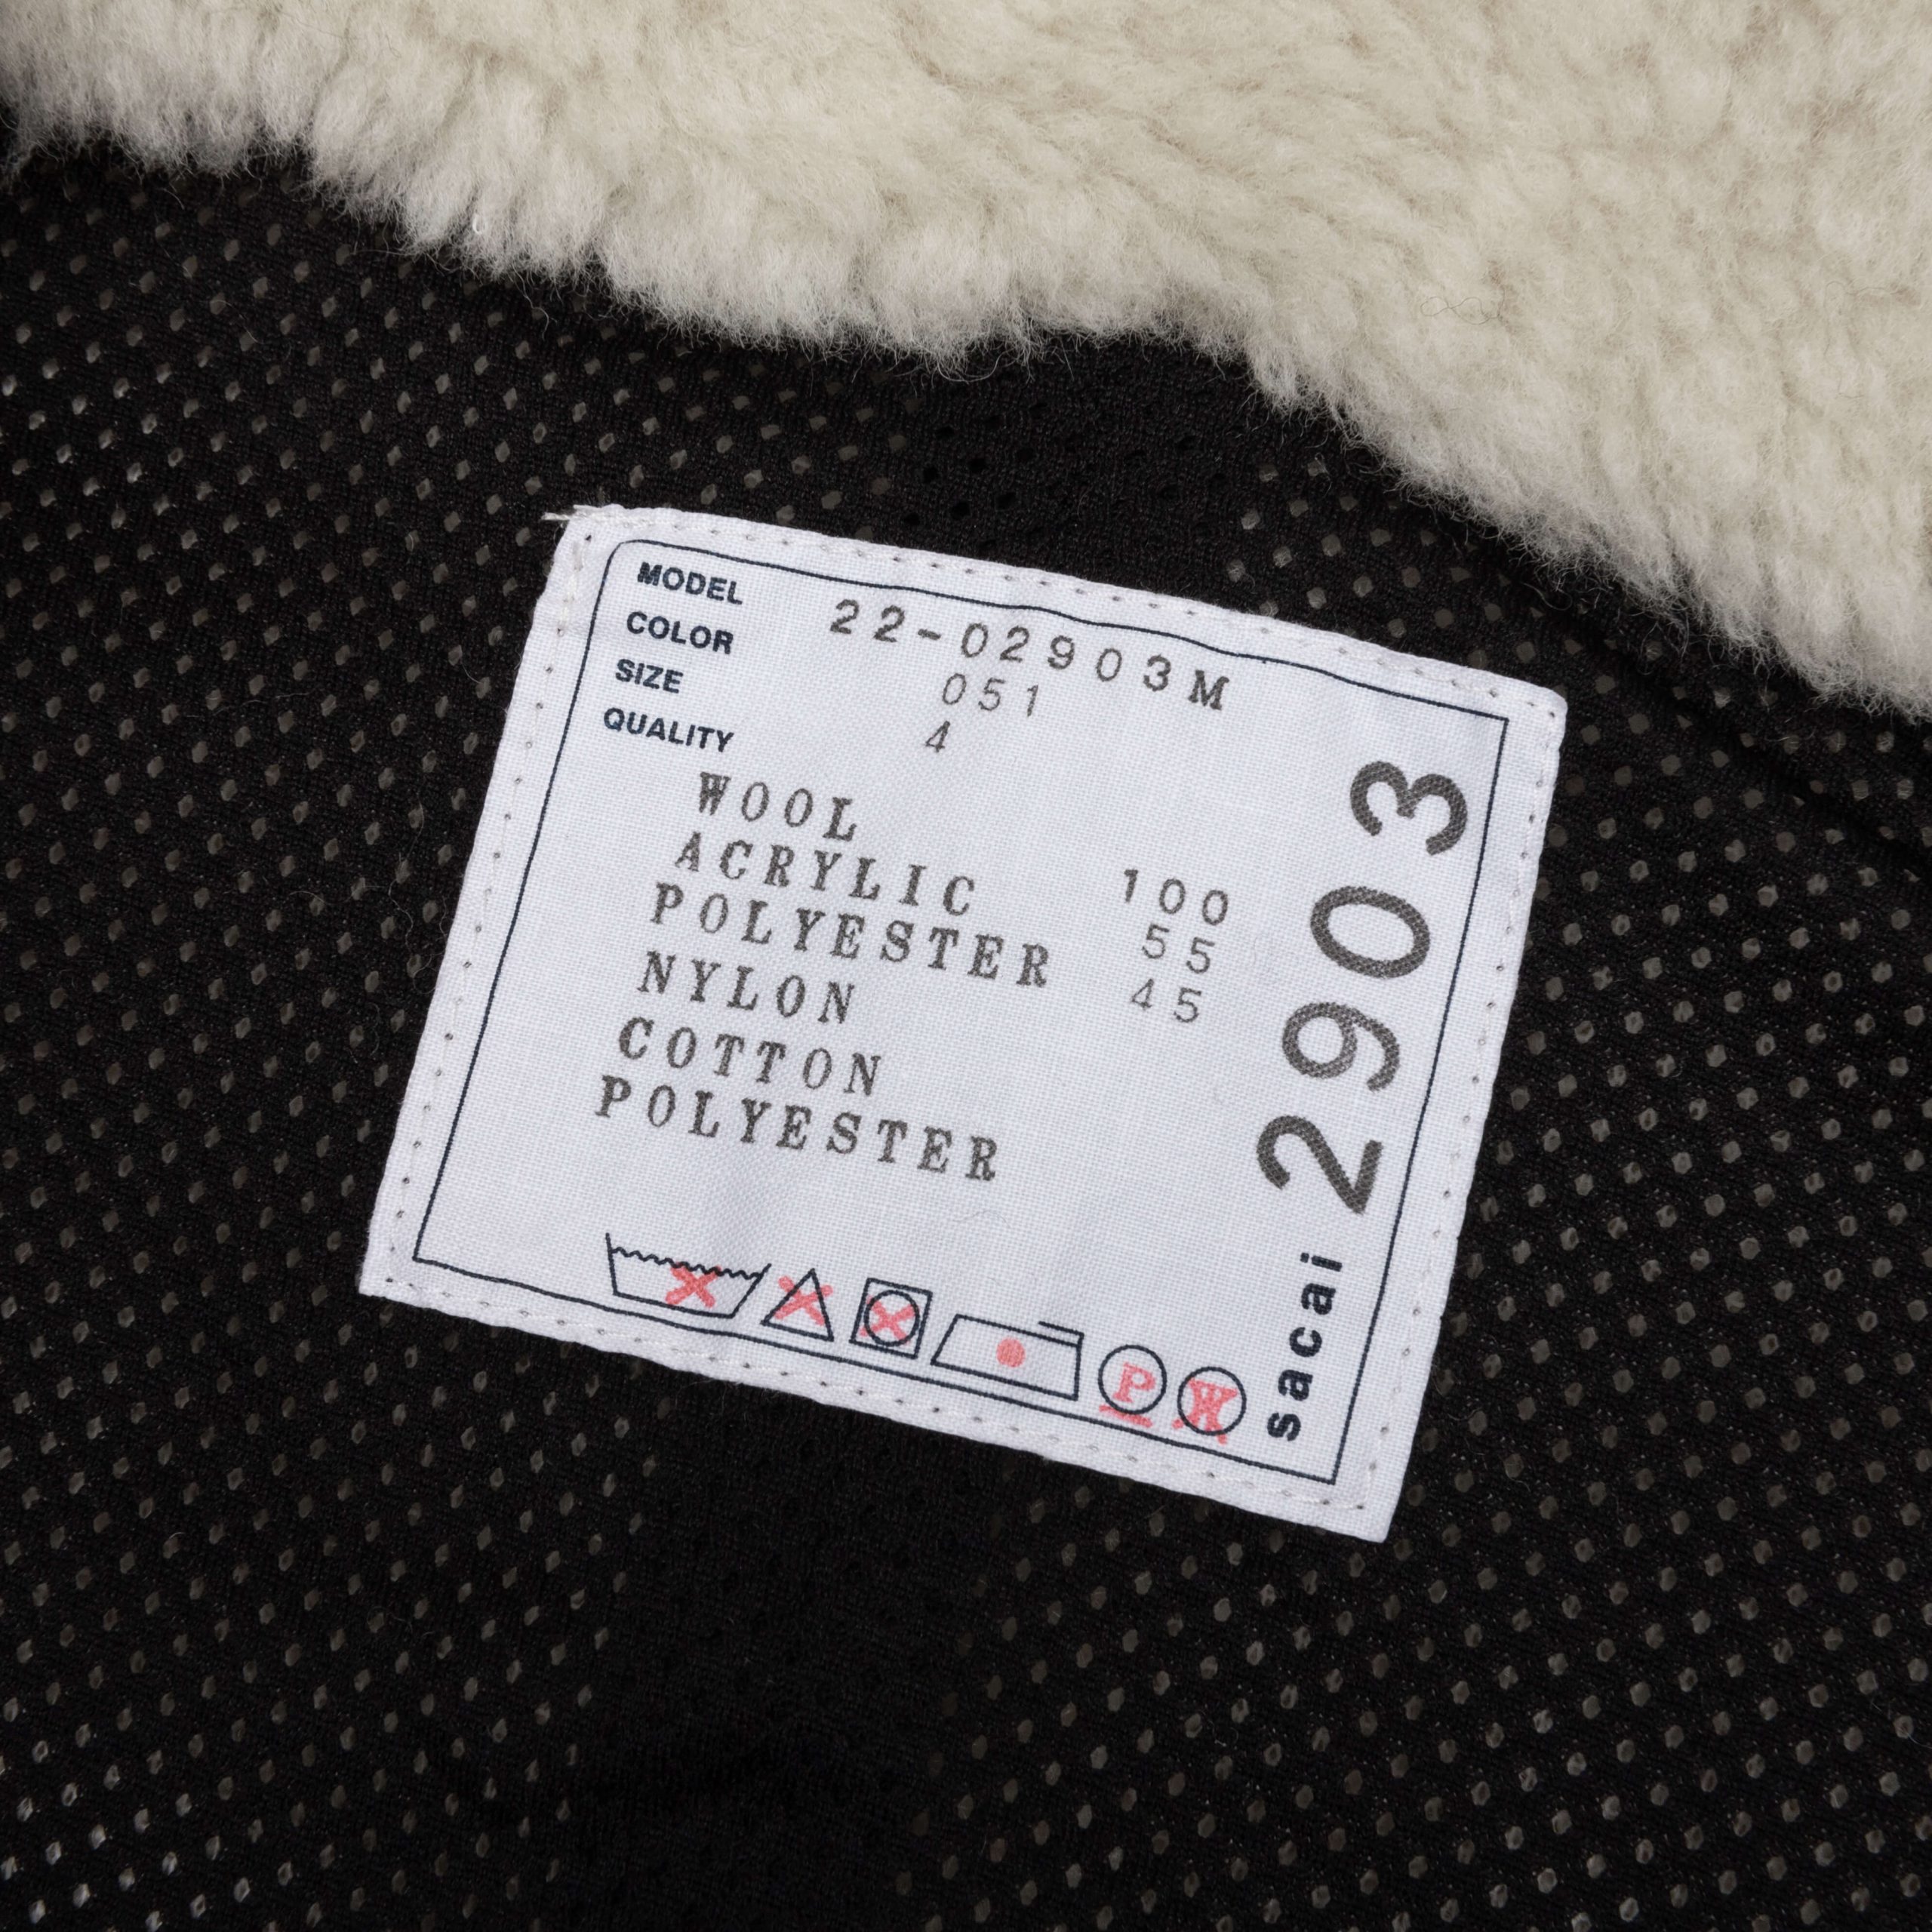 MODEL 22-02903M
COLOR 051
SIZE 4
QUALITY
WOOL 100
ACRYLIC 55
POLYESTER 45
NYLON
COTTON
POLYESTER
P W
sacai 2903